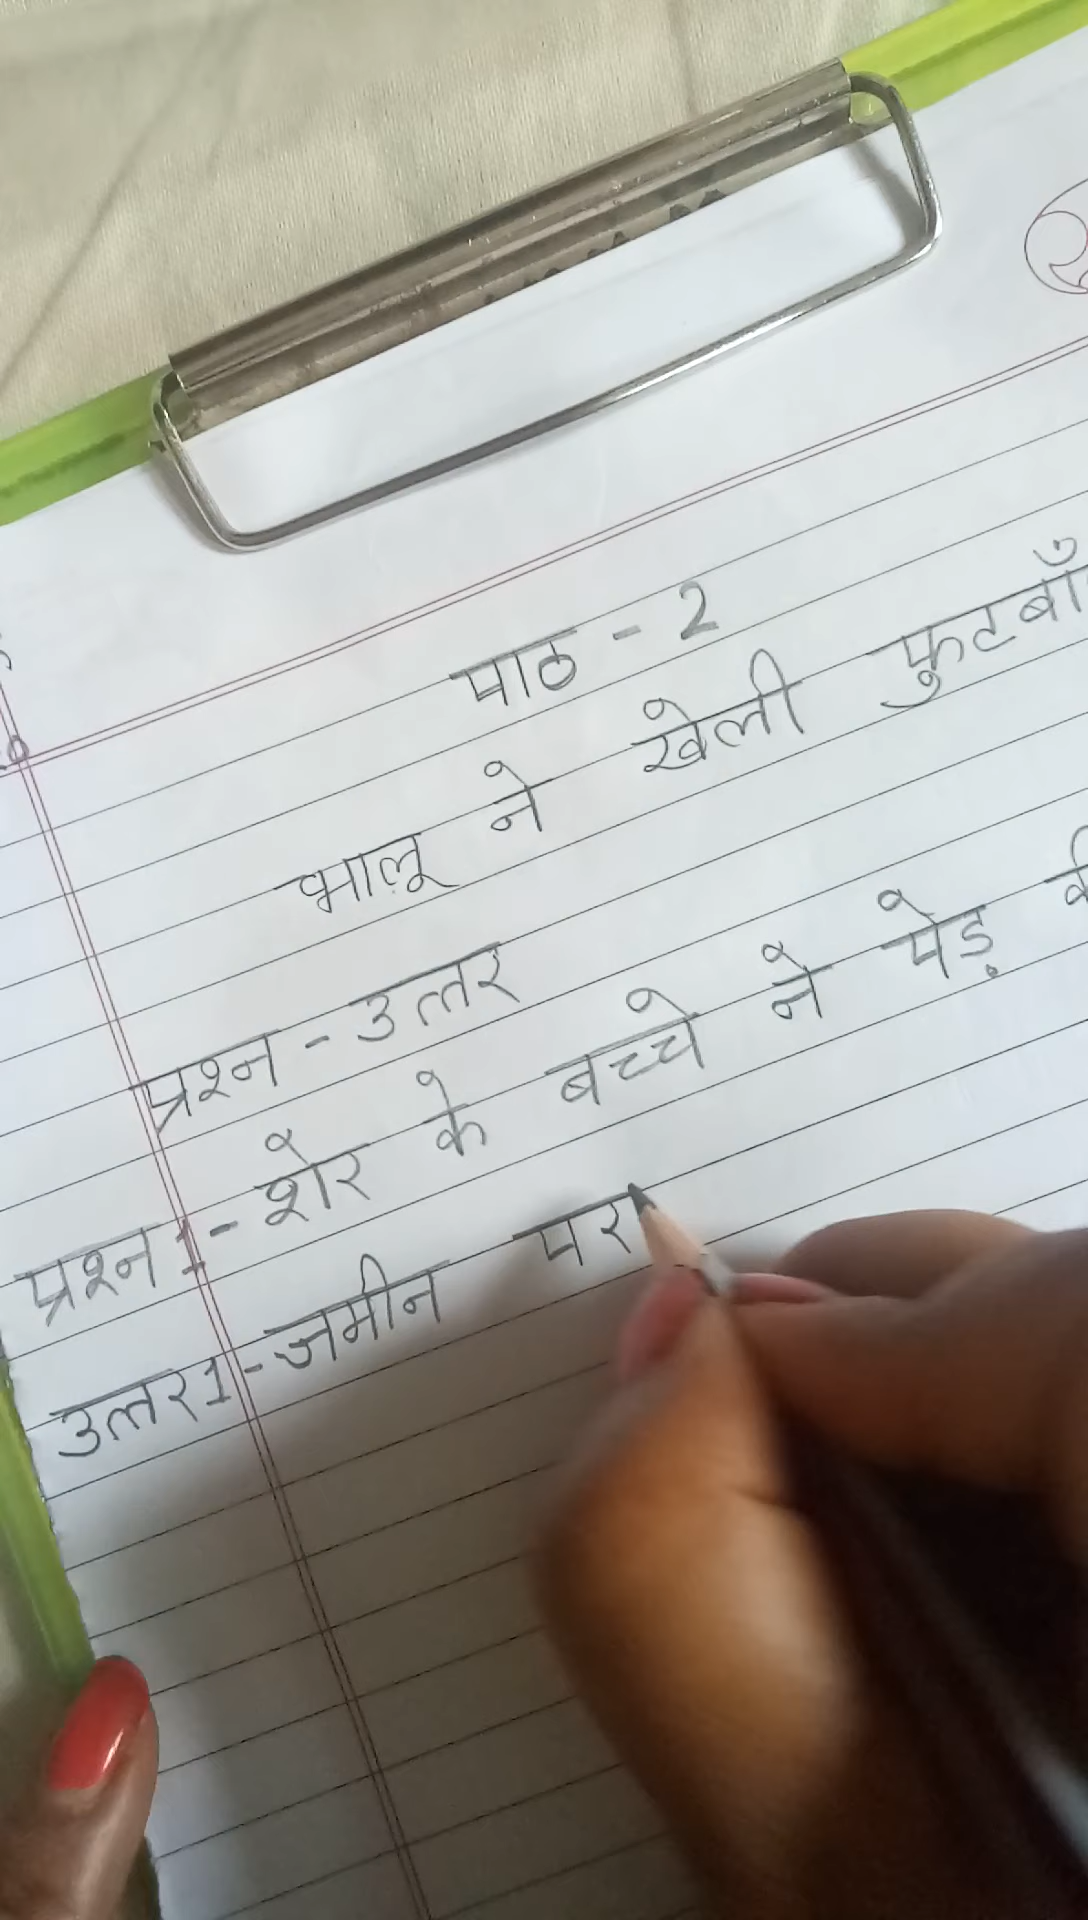 पाठ - 2
भालू ने खेली फुटबॉ
प्रश्न - उत्तर
प्रश्न 1 - शेर के बच्चे ने पेड़
उत्तर 1 - जमीन पर